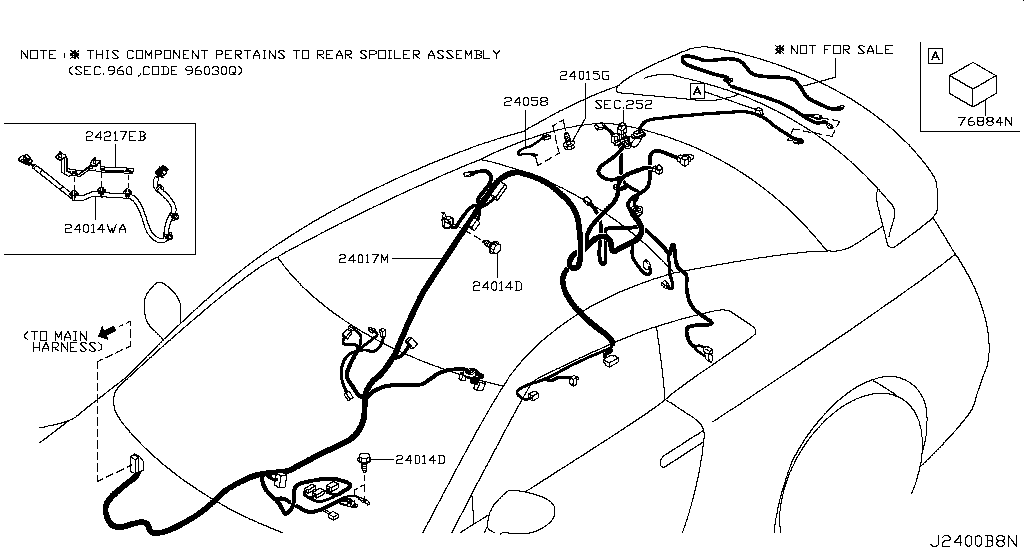 NOTE : ※ THIS COMPONENT PERTAINS TO REAR SPOILER ASSEMBLY
(SEC.960 ,CODE 96030Q)
※ NOT FOR SALE
A
76884N
24015G
24058
SEC.252
A
24217EB
24014WA
24017M
24014D
(TO MAIN
HARNESS)
24014D
J2400B8N